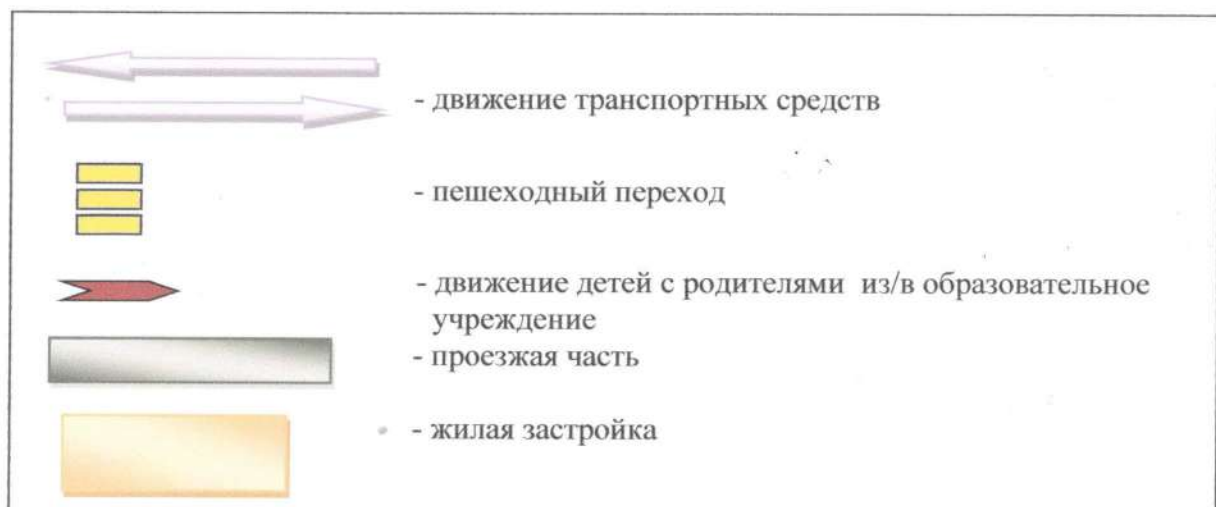 - движение транспортных средств
- пешеходный переход
- движение детей с родителями из/в образовательное
учреждение
- проезжая часть
- жилая застройка